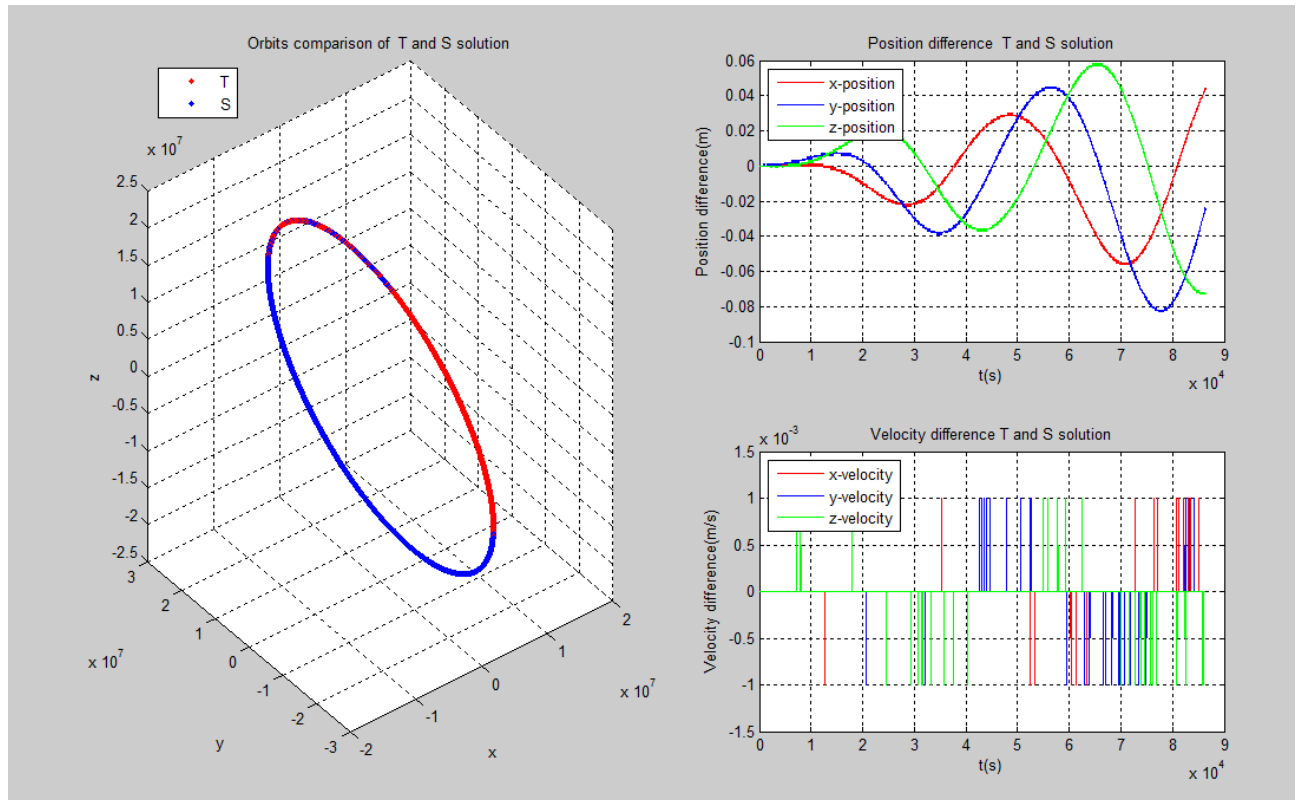 Orbits comparison of T and S solution
T
S
x 10^7
2.5
2
1.5
1
0.5
0
-0.5
-1
-1.5
-2
-2.5
z
3
2
1
0
-1
-2
-3
x 10^7
y
-2
-1
0
1
2
x 10^7
x
Position difference T and S solution
x-position
y-position
z-position
0.06
0.04
0.02
0
-0.02
-0.04
-0.06
-0.08
-0.1
Position difference(m)
0 1 2 3 4 5 6 7 8 9
t(s)
x 10^4
Velocity difference T and S solution
x 10^-3
x-velocity
y-velocity
z-velocity
1.5
1
0.5
0
-0.5
-1
-1.5
Velocity difference(m/s)
0 1 2 3 4 5 6 7 8 9
t(s)
x 10^4